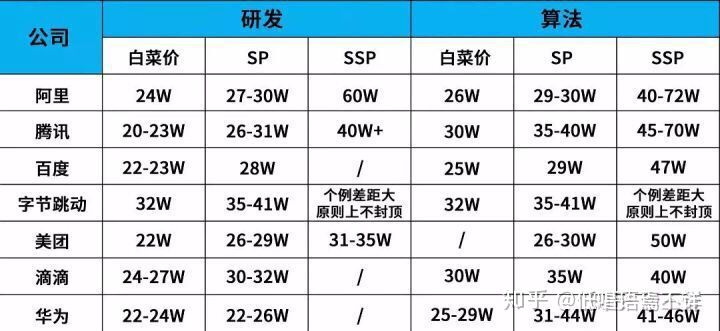 公司 研发 算法
白菜价 SP SSP 白菜价 SP SSP
阿里 24W 27-30W 60W 26W 29-30W 40-72W
腾讯 20-23W 26-31W 40W+ 30W 35-40W 45-70W
百度 22-23W 28W / 25W 29W 47W
字节跳动 32W 35-41W 个例差距大 原则上不封顶 32W 35-41W 个例差距大 原则上不封顶
美团 22W 26-29W 31-35W / 26-30W 50W
滴滴 24-27W 30-32W / 30W 35W 40W
华为 22-24W 22-26W / 25-29W 31-44W 41-46W
知乎